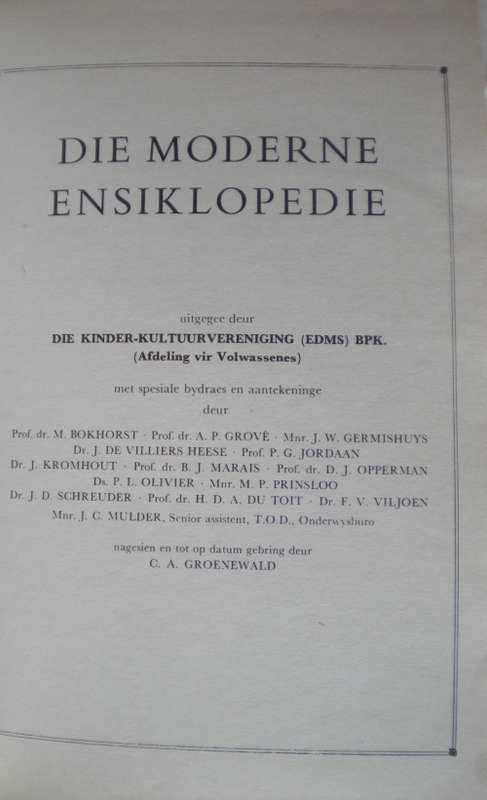 DIE MODERNE
ENSIKLOPEDIE
uitgegee deur
DIE KINDER-KULTUURVERENIGING (EDMS) BPK.
(Afdeling vir Volwassenes)
met spesiale bydraes en aantekeninge
deur
Prof. dr. M. BOKHORST · Prof. dr. A. P. GROVÉ · Mnr. J. W. GERMISHUYS
Dr. J. DE VILLIERS HEESE · Prof. P. G. JORDAAN
Dr. J. KROMHOUT · Prof. dr. B. J. MARAIS · Prof. dr. D. J. OPPERMAN
Ds. P. L. OLIVIER · Mnr. M. P. PRINSLOO
Dr. J. D. SCHREUDER · Prof. dr. H. D. A. DU TOIT · Dr. F. V. VILJOEN
Mnr. J. C. MULDER, Senior assistent, T.O.D., Onderwysburo
nagesien en tot op datum gebring deur
C. A. GROENEWALD